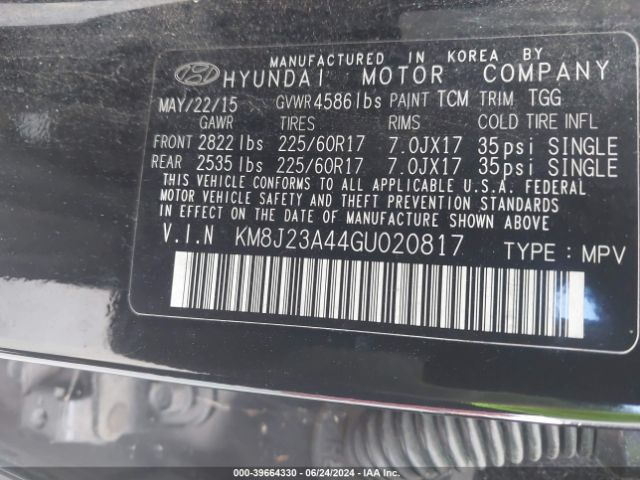 MANUFACTURED IN KOREA BY
HYUNDAI MOTOR COMPANY
MAY/22/15 GVWR 4586lbs PAINT TCM TRIM TGG
GAWR TIRES RIMS COLD TIRE INFL
FRONT 2822lbs 225/60R17 7.0JX17 35psi SINGLE
REAR 2535lbs 225/60R17 7.0JX17 35psi SINGLE
THIS VEHICLE CONFORMS TO ALL APPLICABLE U.S.A. FEDERAL
MOTOR VEHICLE SAFETY AND THEFT PREVENTION STANDARDS
IN EFFECT ON THE DATE OF MANUFACTURE SHOWN ABOVE
V.I.N KM8J23A44GU020817 TYPE : MPV
000-39664330 - 06/24/2024 - IAAI.com